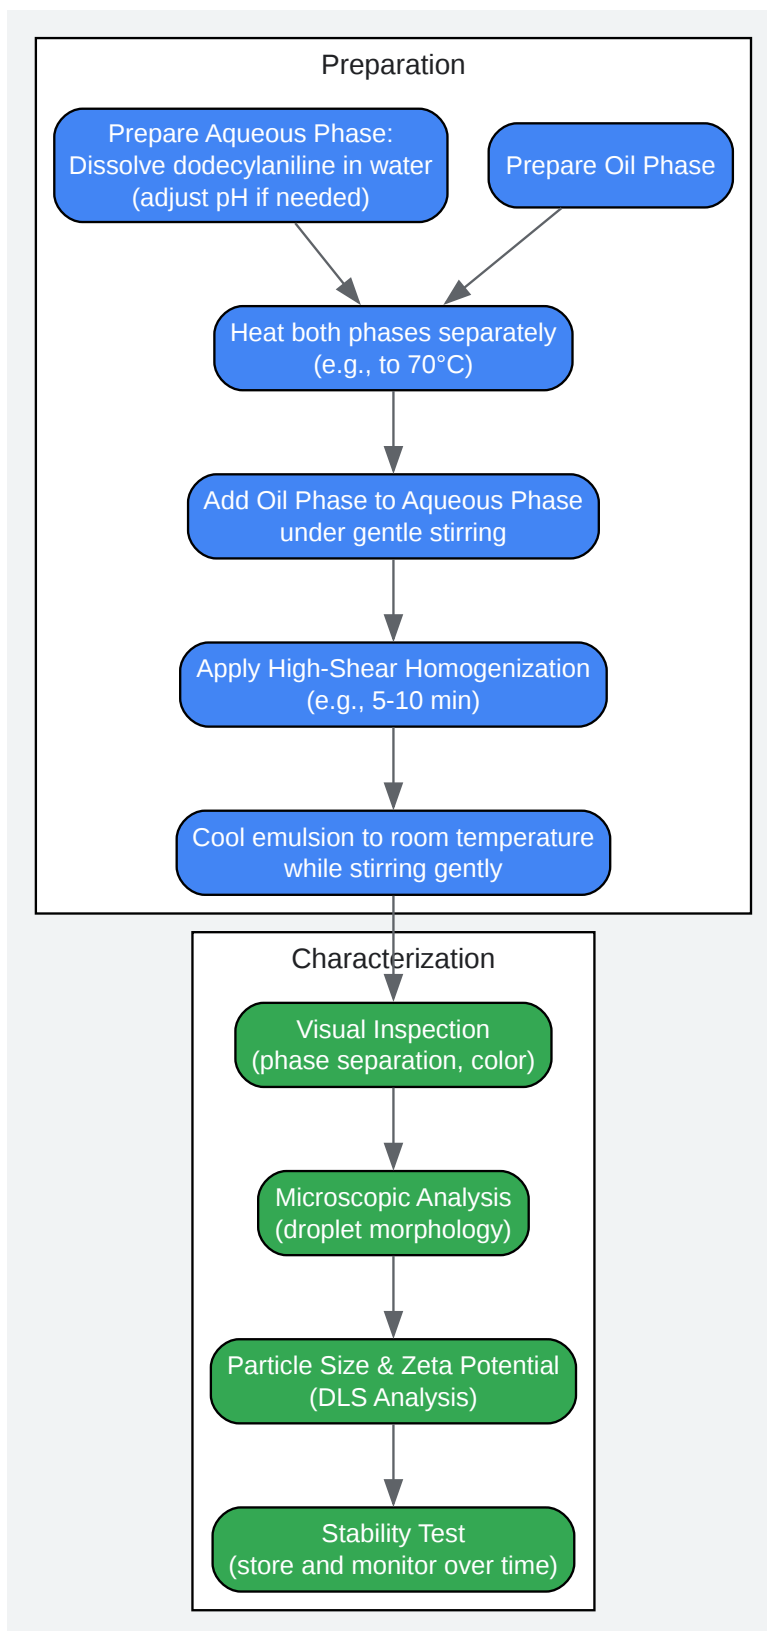 Preparation
Prepare Aqueous Phase:
Dissolve dodecylaniline in water
(adjust pH if needed)
Prepare Oil Phase
Heat both phases separately
(e.g., to 70°C)
Add Oil Phase to Aqueous Phase
under gentle stirring
Apply High-Shear Homogenization
(e.g., 5-10 min)
Cool emulsion to room temperature
while stirring gently
Characterization
Visual Inspection
(phase separation, color)
Microscopic Analysis
(droplet morphology)
Particle Size & Zeta Potential
(DLS Analysis)
Stability Test
(store and monitor over time)